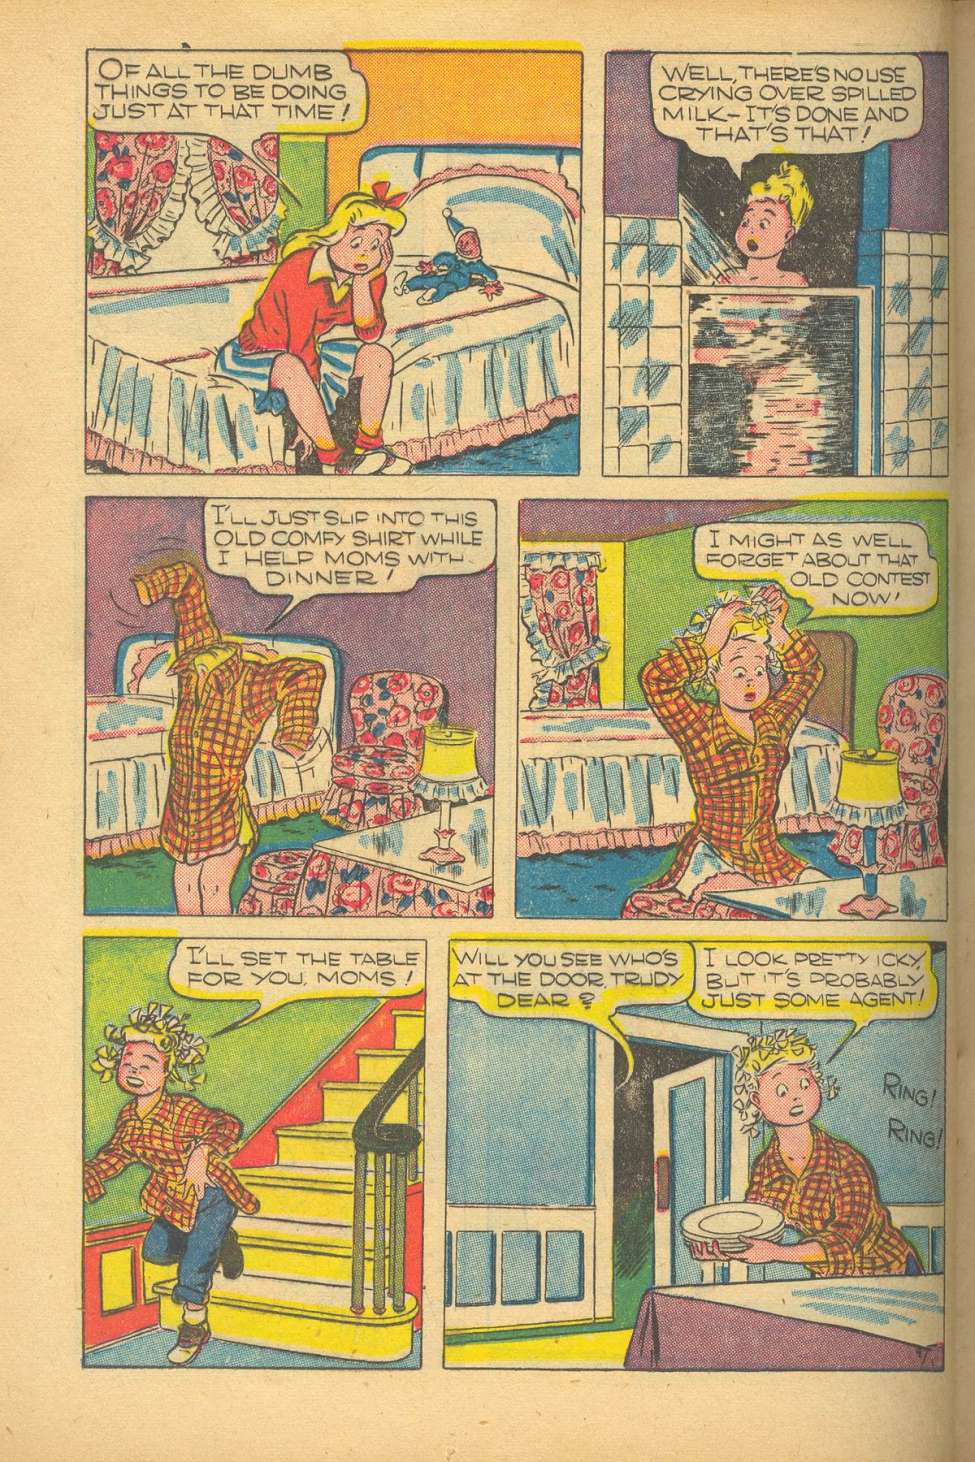 OF ALL THE DUMB
THINGS TO BE DOING
JUST AT THAT TIME!
WELL, THERE'S NO USE
CRYING OVER SPILLED
MILK - IT'S DONE AND
THAT'S THAT!
I'LL JUST SLIP INTO THIS
OLD COMFY SHIRT WHILE
I HELP MOMS WITH
DINNER!
I MIGHT AS WELL
FORGET ABOUT THAT
OLD CONTEST
NOW!
I'LL SET THE TABLE
FOR YOU, MOMS!
WILL YOU SEE WHO'S
AT THE DOOR, TRUDY
DEAR?
I LOOK PRETTY ICKY,
BUT IT'S PROBABLY
JUST SOME AGENT!
RING!
RING!